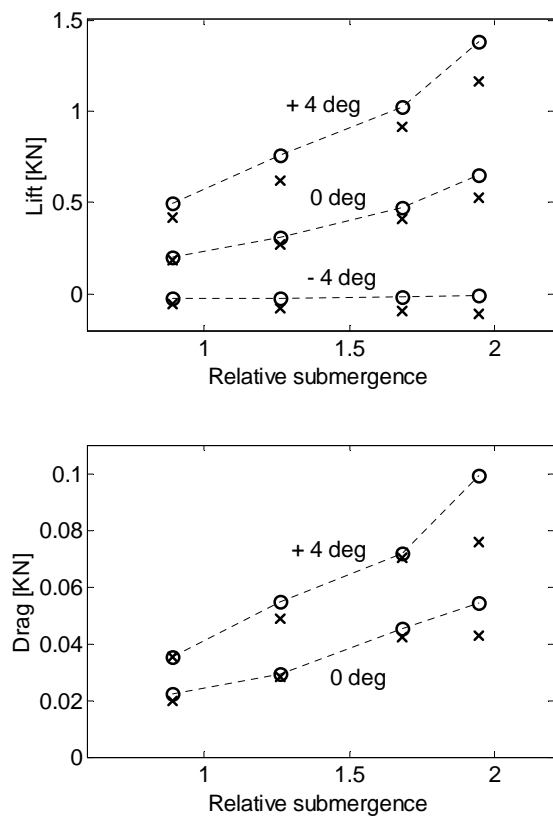 1.5
+ 4 deg
1
Lift [KN]
0 deg
0.5
- 4 deg
0
1
1.5
2
Relative submergence
0.1
0.08
+ 4 deg
0.06
Drag [KN]
0.04
0 deg
0.02
0
1
1.5
2
Relative submergence